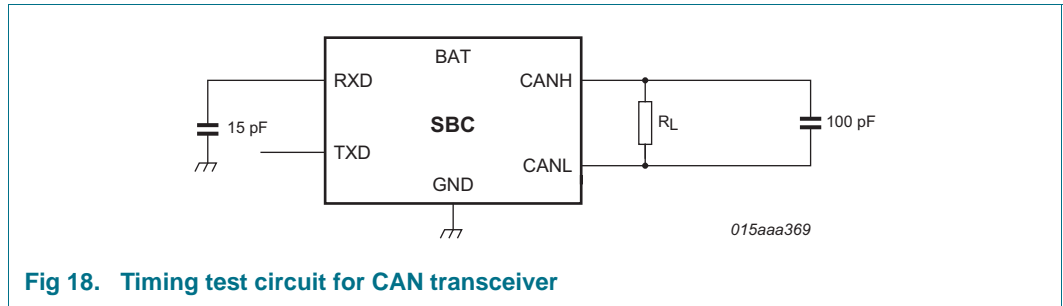 BAT
RXD
CANH
15 pF
SBC
RL
100 pF
TXD
CANL
GND
015aaa369
Fig 18. Timing test circuit for CAN transceiver